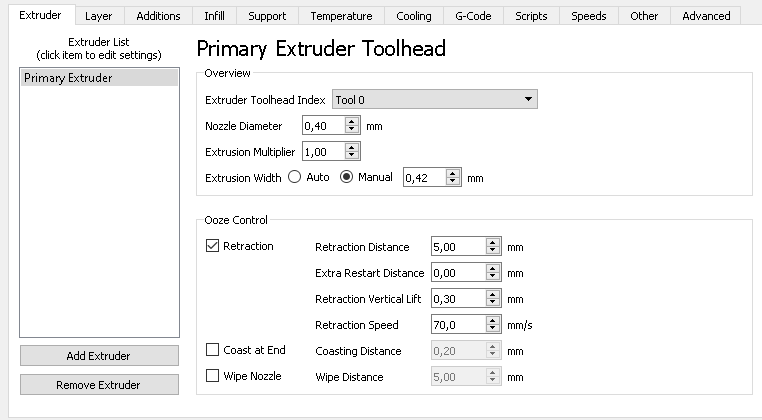 Extruder Layer Additions Infill Support Temperature Cooling G-Code Scripts Speeds Other Advanced
Extruder List
(click item to edit settings)
Primary Extruder
Add Extruder
Remove Extruder
Primary Extruder Toolhead
Overview
Extruder Toolhead Index Tool 0
Nozzle Diameter 0,40 mm
Extrusion Multiplier 1,00
Extrusion Width Auto Manual 0,42 mm
Ooze Control
Retraction Retraction Distance 5,00 mm
Extra Restart Distance 0,00 mm
Retraction Vertical Lift 0,30 mm
Retraction Speed 70,0 mm/s
Coast at End Coasting Distance 0,20 mm
Wipe Nozzle Wipe Distance 5,00 mm